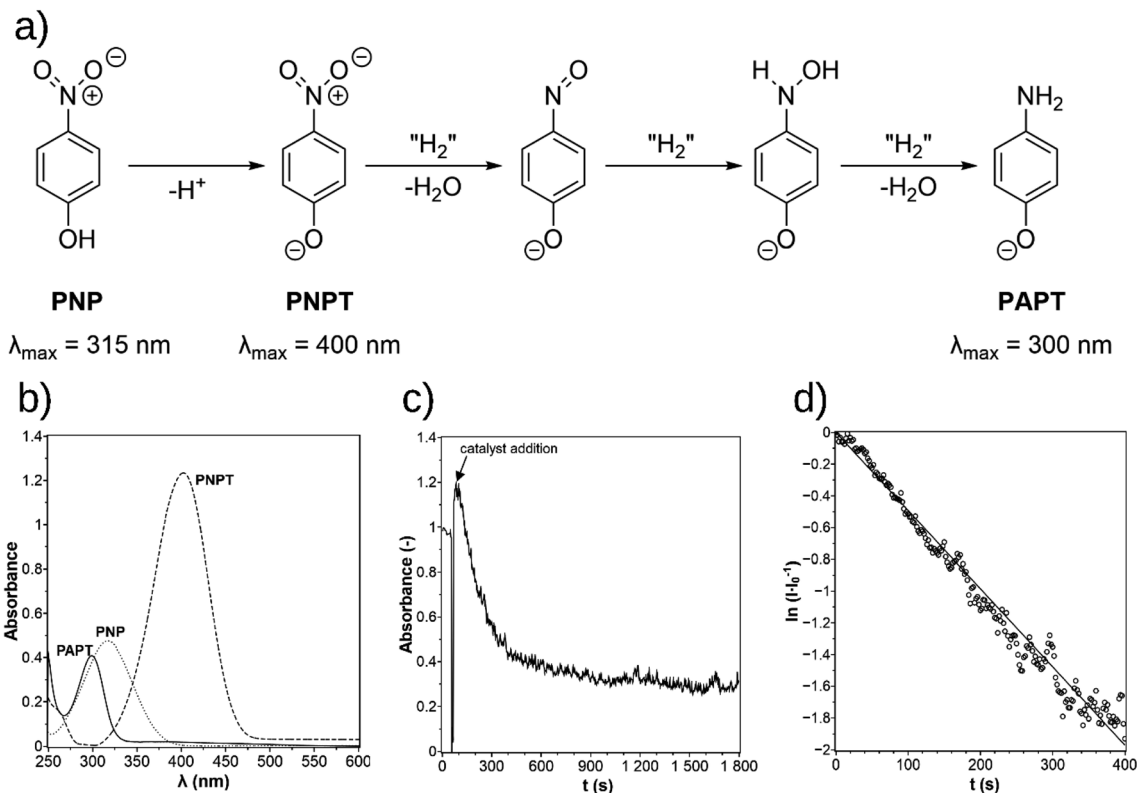 a)
O O ⊖ O O ⊖ O H OH
N ⊕ N ⊕ N N NH2
"H2" "H2" "H2"
-H+ -H2O -H2O
OH ⊖ O ⊖ O ⊖ O ⊖ O
PNP PNPT PAPT
λmax = 315 nm λmax = 400 nm λmax = 300 nm
b)
Absorbance
1.4
1.2
1
0.8
0.6
0.4
0.2
0
PNPT
PNP
PAPT
250 300 350 400 450 500 550 600
λ (nm)
c)
Absorbance (-)
1.4
1.2
1
0.8
0.6
0.4
0.2
0
catalyst addition
0 300 600 900 1 200 1 500 1 800
t (s)
d)
ln (I·I0-1)
0
−0.2
−0.4
−0.6
−0.8
−1
−1.2
−1.4
−1.6
−1.8
−2
0 100 200 300 400
t (s)